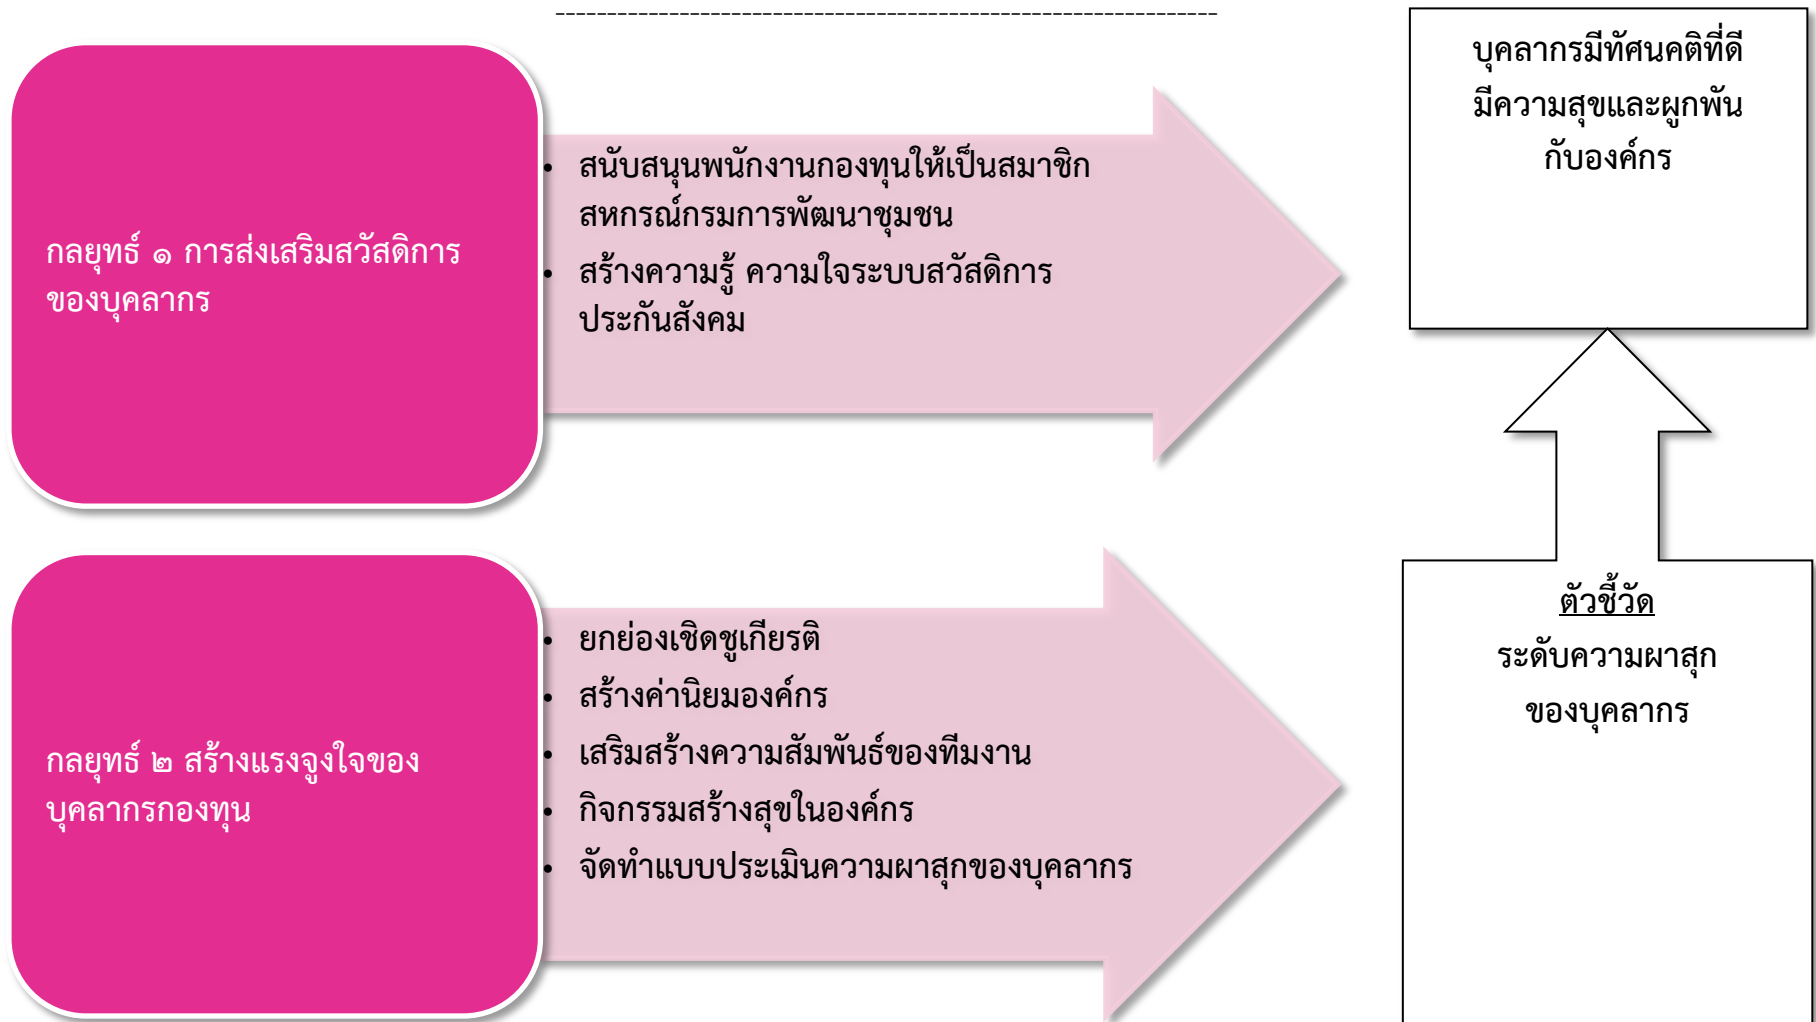 กลยุทธ์ ๑ การส่งเสริมสวัสดิการ
ของบุคลากร
• สนับสนุนพนักงานกองทุนให้เป็นสมาชิก
สหกรณ์กรมการพัฒนาชุมชน
• สร้างความรู้ ความใจระบบสวัสดิการ
ประกันสังคม
บุคลากรมีทัศนคติที่ดี
มีความสุขและผูกพัน
กับองค์กร
กลยุทธ์ ๒ สร้างแรงจูงใจของ
บุคลากรกองทุน
• ยกย่องเชิดชูเกียรติ
• สร้างค่านิยมองค์กร
• เสริมสร้างความสัมพันธ์ของทีมงาน
• กิจกรรมสร้างสุขในองค์กร
• จัดทำแบบประเมินความผาสุกของบุคลากร
ตัวชี้วัด
ระดับความผาสุก
ของบุคลากร